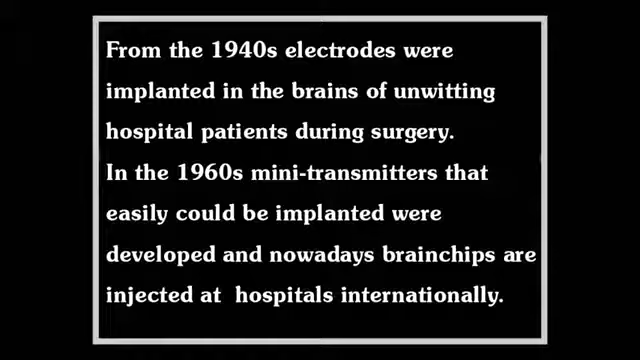 From the 1940s electrodes were
implanted in the brains of unwitting
hospital patients during surgery.
In the 1960s mini-transmitters that
easily could be implanted were
developed and nowadays brainchips are
injected at  hospitals internationally.